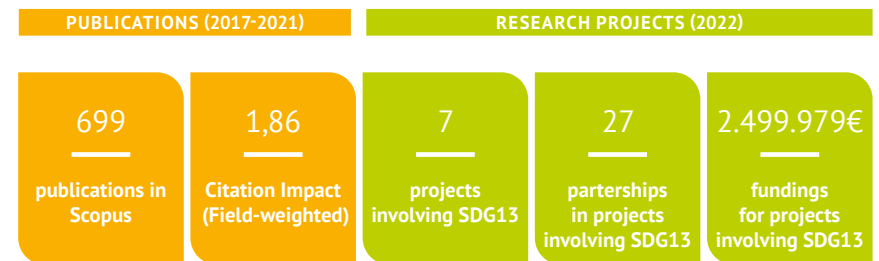 PUBLICATIONS (2017-2021)
RESEARCH PROJECTS (2022)
699
publications in
Scopus
1,86
Citation Impact
(Field-weighted)
7
projects
involving SDG13
27
parterships
in projects
involving SDG13
2.499.979€
fundings
for projects
involving SDG13